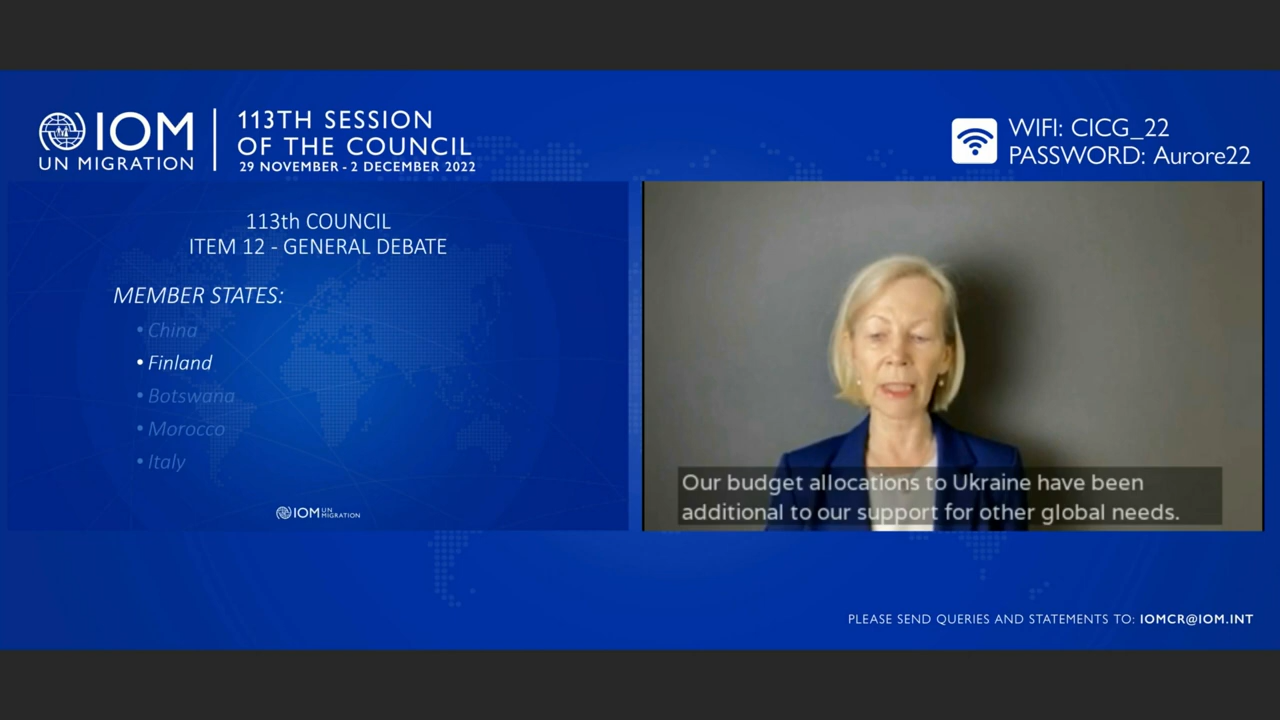 IOM
UN MIGRATION
113TH SESSION
OF THE COUNCIL
29 NOVEMBER - 2 DECEMBER 2022
WIFI: CICG_22
PASSWORD: Aurore22
113th COUNCIL
ITEM 12 - GENERAL DEBATE
MEMBER STATES:
• China
• Finland
• Botswana
• Morocco
• Italy
IOM UN MIGRATION
Our budget allocations to Ukraine have been
additional to our support for other global needs.
PLEASE SEND QUERIES AND STATEMENTS TO: IOMCR@IOM.INT